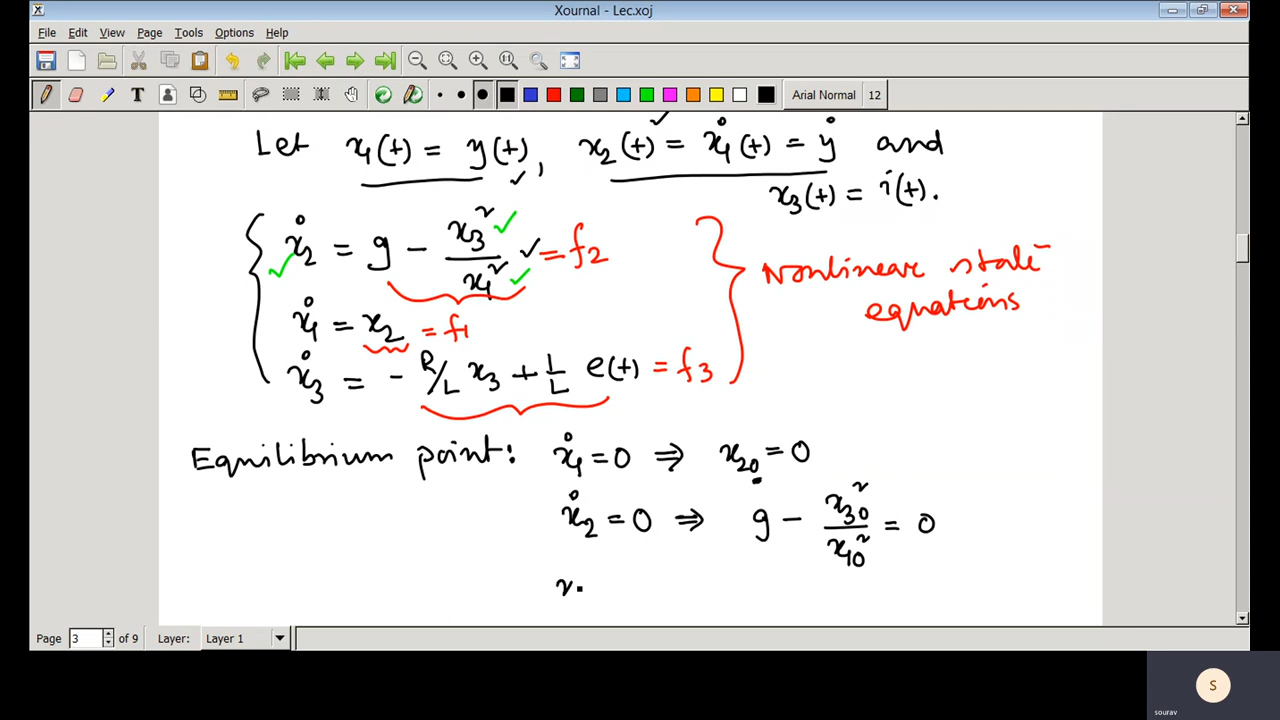 Xournal - Lec.xoj
File Edit View Page Tools Options Help
Arial Normal 12
Let x₁(t) = y(t), x₂(t) = ẋ₁(t) = ẏ and
x₃(t) = i(t).
ẋ₂ = g - x₃²/x₁² = f₂
Nonlinear state
equations
ẋ₁ = x₂ = f₁
ẋ₃ = - R/L x₃ + 1/L e(t) = f₃
Equilibrium point: ẋ₁ = 0 ⇒ x₂₀ = 0
ẋ₂ = 0 ⇒ g - x₃₀²/x₁₀² = 0
Page 3 of 9 Layer: Layer 1
S
sourav